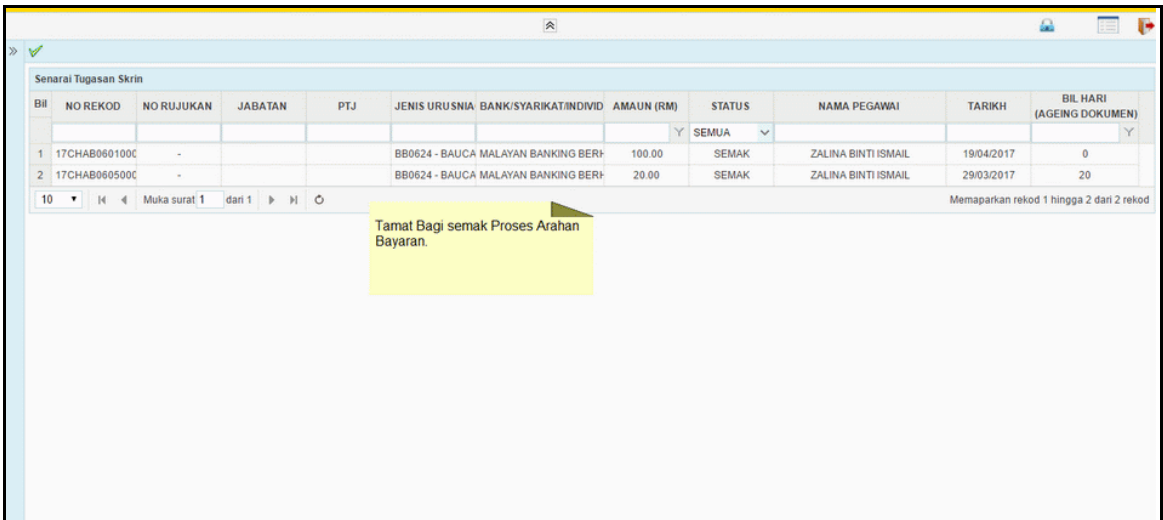 Senarai Tugasan Skrin
Bil NO REKOD NO RUJUKAN JABATAN PTJ JENIS URUSNIA BANK/SYARIKAT/INDIVID AMAUN (RM) STATUS NAMA PEGAWAI TARIKH BIL HARI (AGEING DOKUMEN)
SEMUA
1 17CHAB0601000 - BB0624 - BAUCA MALAYAN BANKING BERH 100.00 SEMAK ZALINA BINTI ISMAIL 19/04/2017 0
2 17CHAB0605000 - BB0624 - BAUCA MALAYAN BANKING BERH 20.00 SEMAK ZALINA BINTI ISMAIL 29/03/2017 20
10 Muka surat 1 dari 1 Memaparkan rekod 1 hingga 2 dari 2 rekod
Tamat Bagi semak Proses Arahan
Bayaran.